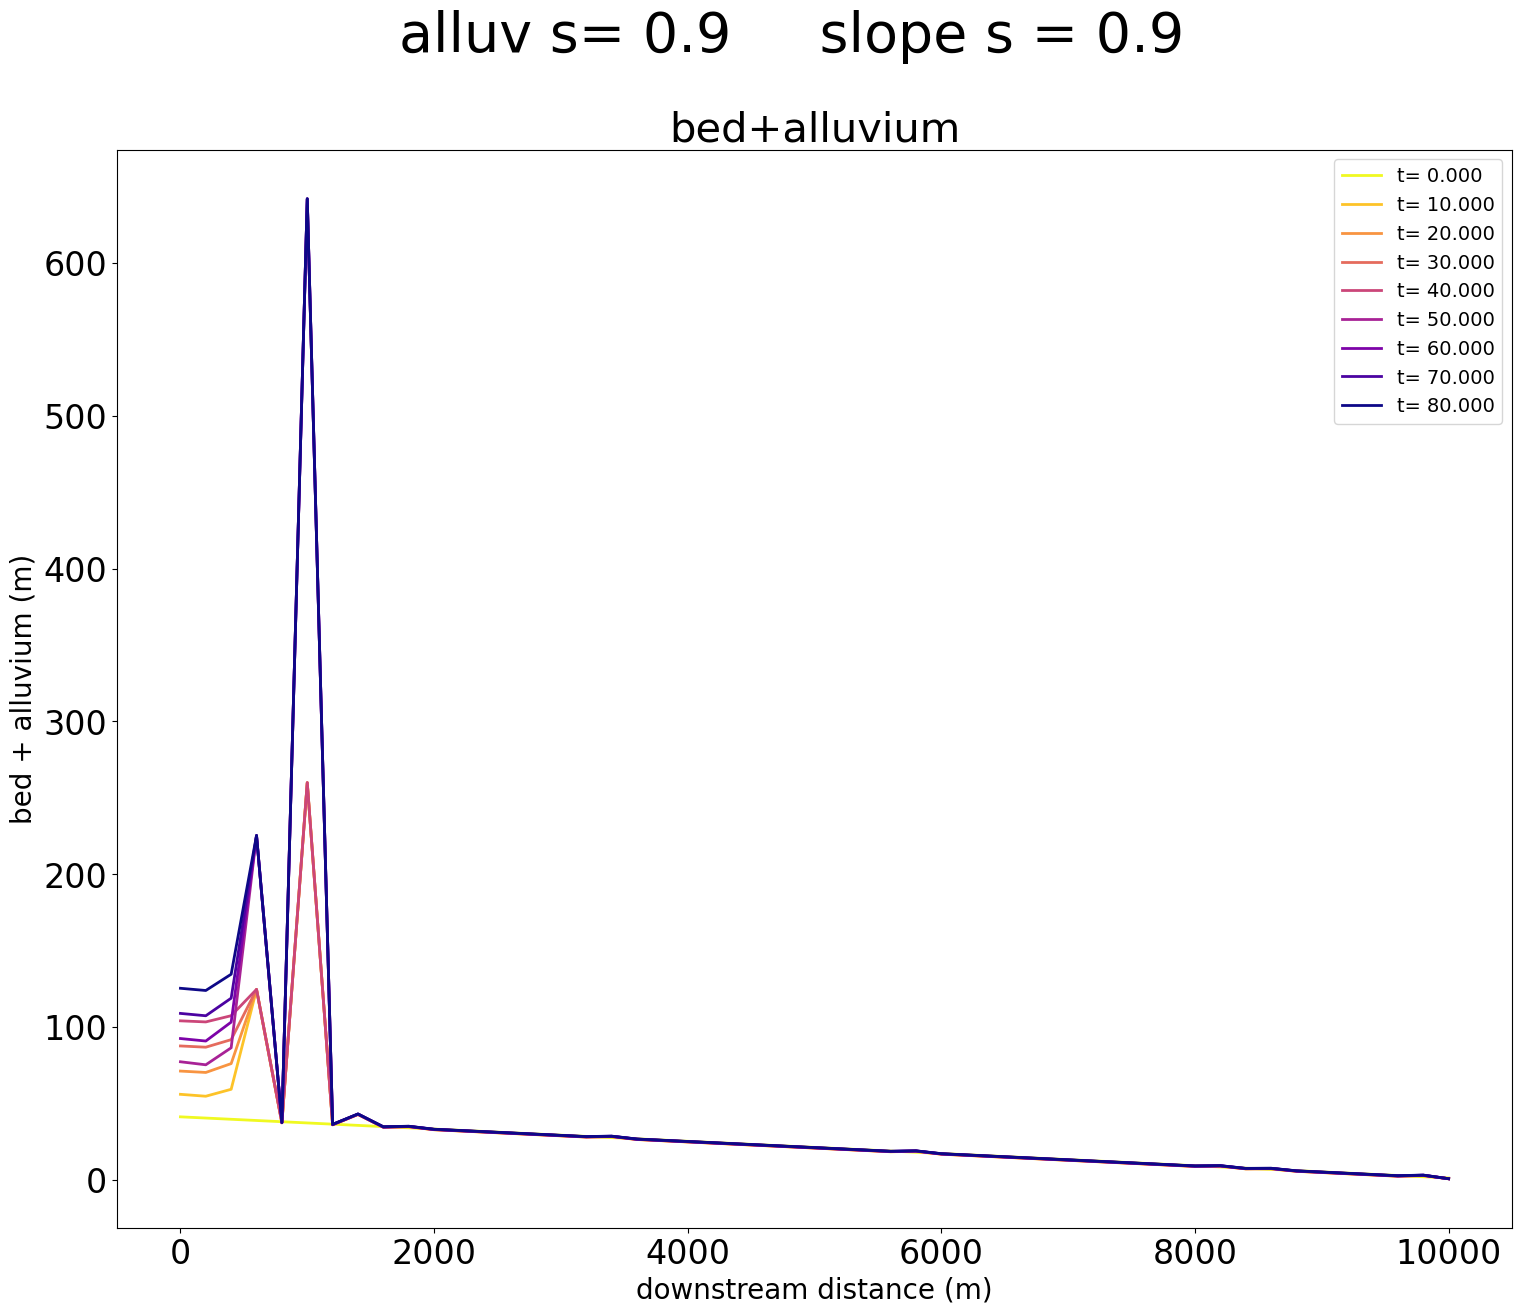 alluv s= 0.9     slope s = 0.9
bed+alluvium
t= 0.000
t= 10.000
t= 20.000
t= 30.000
t= 40.000
t= 50.000
t= 60.000
t= 70.000
t= 80.000
bed + alluvium (m)
600
500
400
300
200
100
0
0 2000 4000 6000 8000 10000
downstream distance (m)